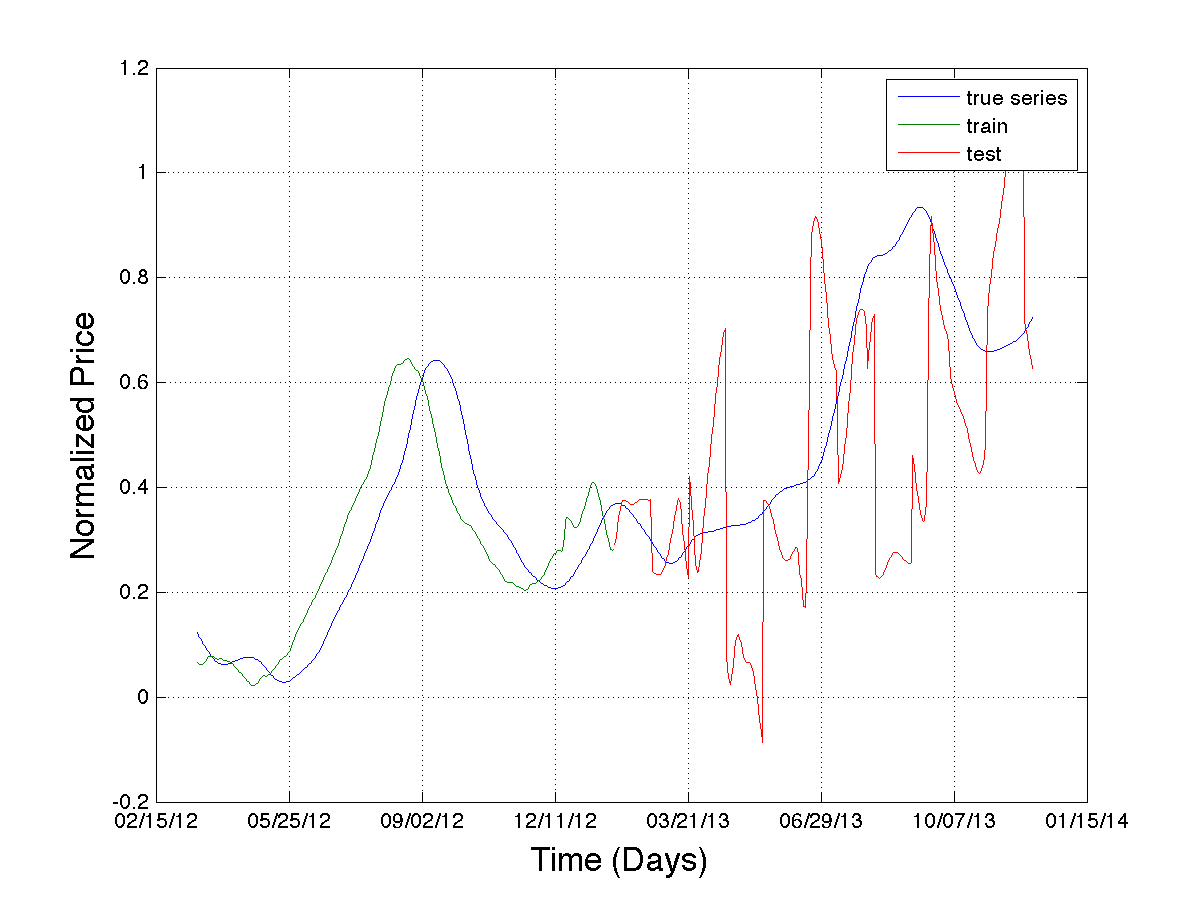 1.2
1
0.8
0.6
0.4
0.2
0
-0.2
Normalized Price
true series
train
test
02/15/12 05/25/12 09/02/12 12/11/12 03/21/13 06/29/13 10/07/13 01/15/14
Time (Days)